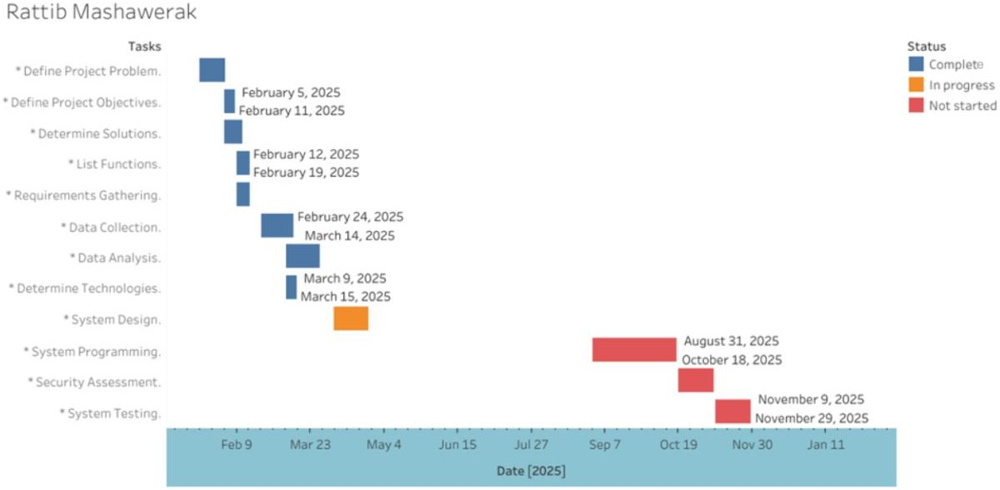 Rattib Mashawerak
Tasks
* Define Project Problem.
* Define Project Objectives.
February 5, 2025
February 11, 2025
* Determine Solutions.
* List Functions.
February 12, 2025
February 19, 2025
* Requirements Gathering.
* Data Collection.
February 24, 2025
March 14, 2025
* Data Analysis.
* Determine Technologies.
March 9, 2025
March 15, 2025
* System Design.
* System Programming.
August 31, 2025
October 18, 2025
* Security Assessment.
* System Testing.
November 9, 2025
November 29, 2025
Feb 9 Mar 23 May 4 Jun 15 Jul 27 Sep 7 Oct 19 Nov 30 Jan 11
Date [2025]
Status
Complete
In progress
Not started